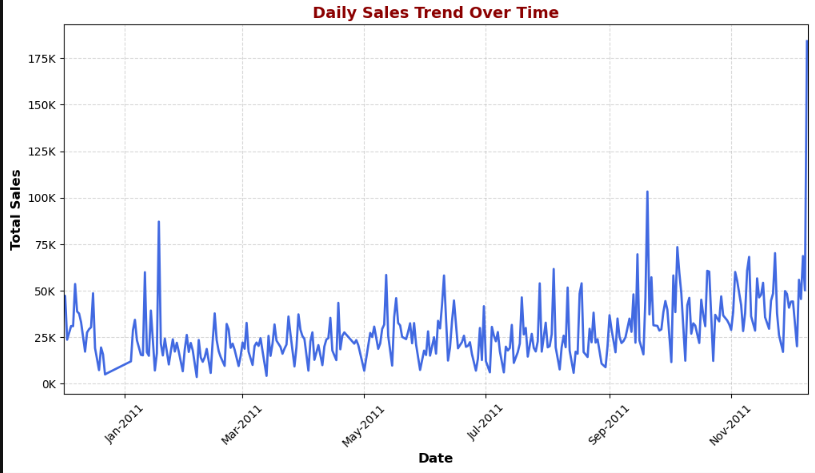 Daily Sales Trend Over Time
Total Sales
175K
150K
125K
100K
75K
50K
25K
0K
Jan-2011
Mar-2011
May-2011
Jul-2011
Sep-2011
Nov-2011
Date